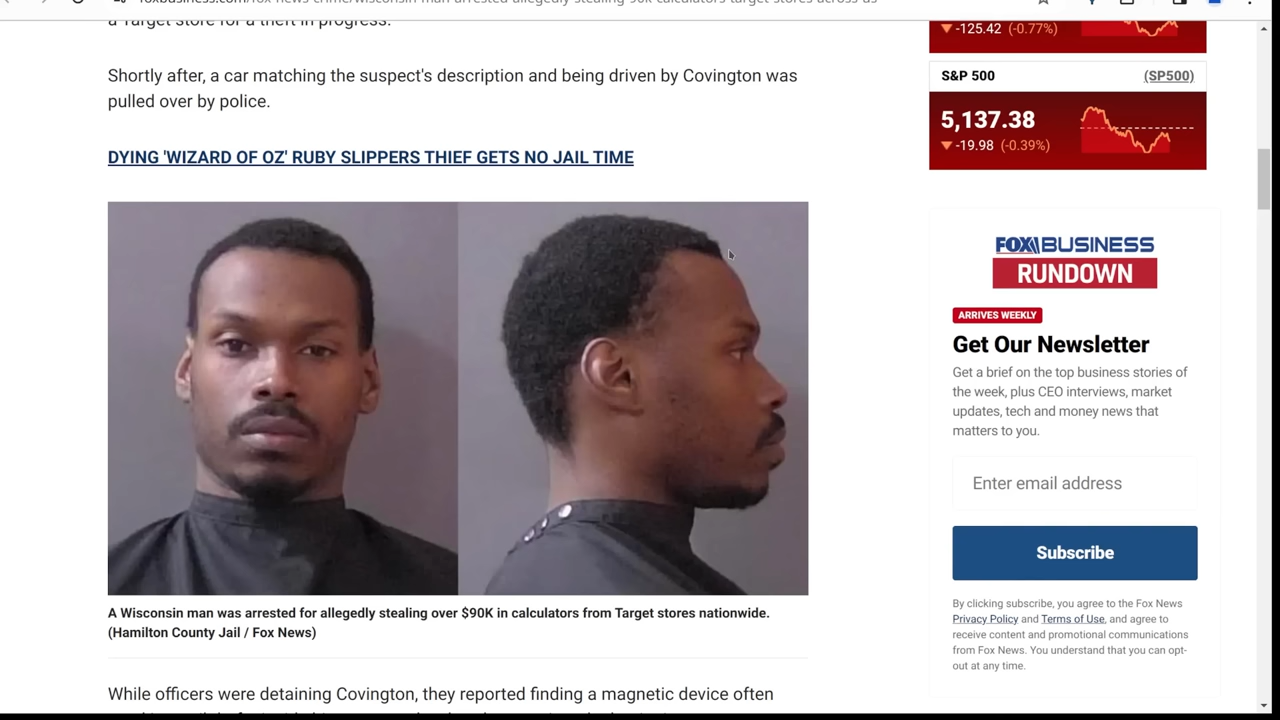 foxbusiness.com/fox-news-crime/wisconsin-man-arrested-allegedly-stealing-90k-calculators-target-stores-across-us
a Target store for a theft in progress.
Shortly after, a car matching the suspect's description and being driven by Covington was
pulled over by police.
DYING 'WIZARD OF OZ' RUBY SLIPPERS THIEF GETS NO JAIL TIME
A Wisconsin man was arrested for allegedly stealing over $90K in calculators from Target stores nationwide.
(Hamilton County Jail / Fox News)
While officers were detaining Covington, they reported finding a magnetic device often
-125.42 (-0.77%)
S&P 500 (SP500)
5,137.38
-19.98 (-0.39%)
FOX BUSINESS
RUNDOWN
ARRIVES WEEKLY
Get Our Newsletter
Get a brief on the top business stories of
the week, plus CEO interviews, market
updates, tech and money news that
matters to you.
Enter email address
Subscribe
By clicking subscribe, you agree to the Fox News
Privacy Policy and Terms of Use, and agree to
receive content and promotional communications
from Fox News. You understand that you can opt-
out at any time.